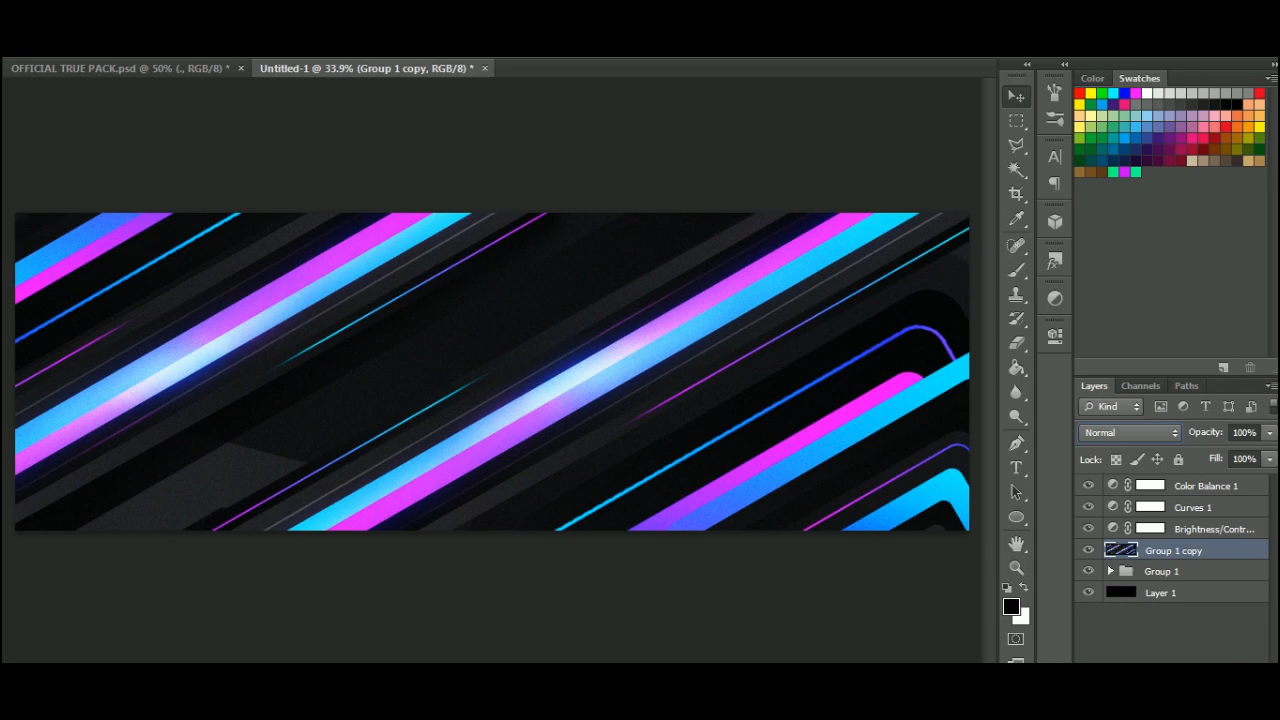 OFFICIAL TRUE PACK.psd @ 50% (., RGB/8) * ×
Untitled-1 @ 33.9% (Group 1 copy, RGB/8) * ×
Color Swatches
Layers Channels Paths
Kind
Normal Opacity: 100%
Lock: Fill: 100%
Color Balance 1
Curves 1
Brightness/Contr...
Group 1 copy
Group 1
Layer 1